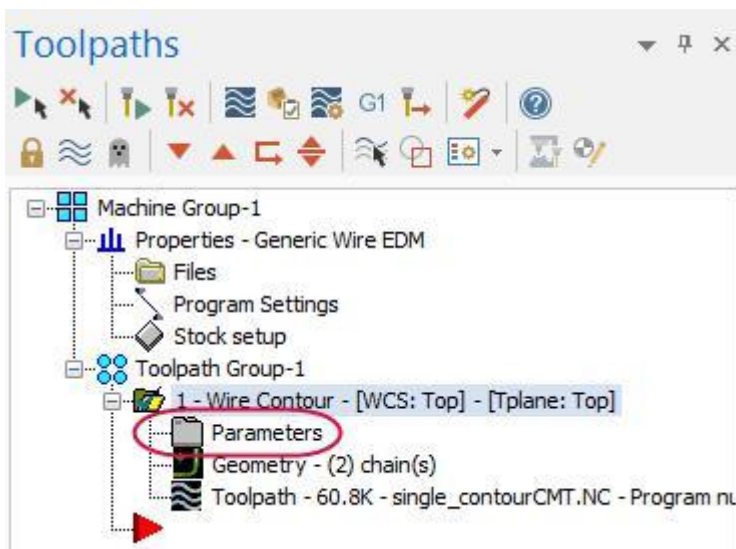 Toolpaths
G1
Machine Group-1
Properties - Generic Wire EDM
Files
Program Settings
Stock setup
Toolpath Group-1
1 - Wire Contour - [WCS: Top] - [Tplane: Top]
Parameters
Geometry - (2) chain(s)
Toolpath - 60.8K - single_contourCMT.NC - Program nu